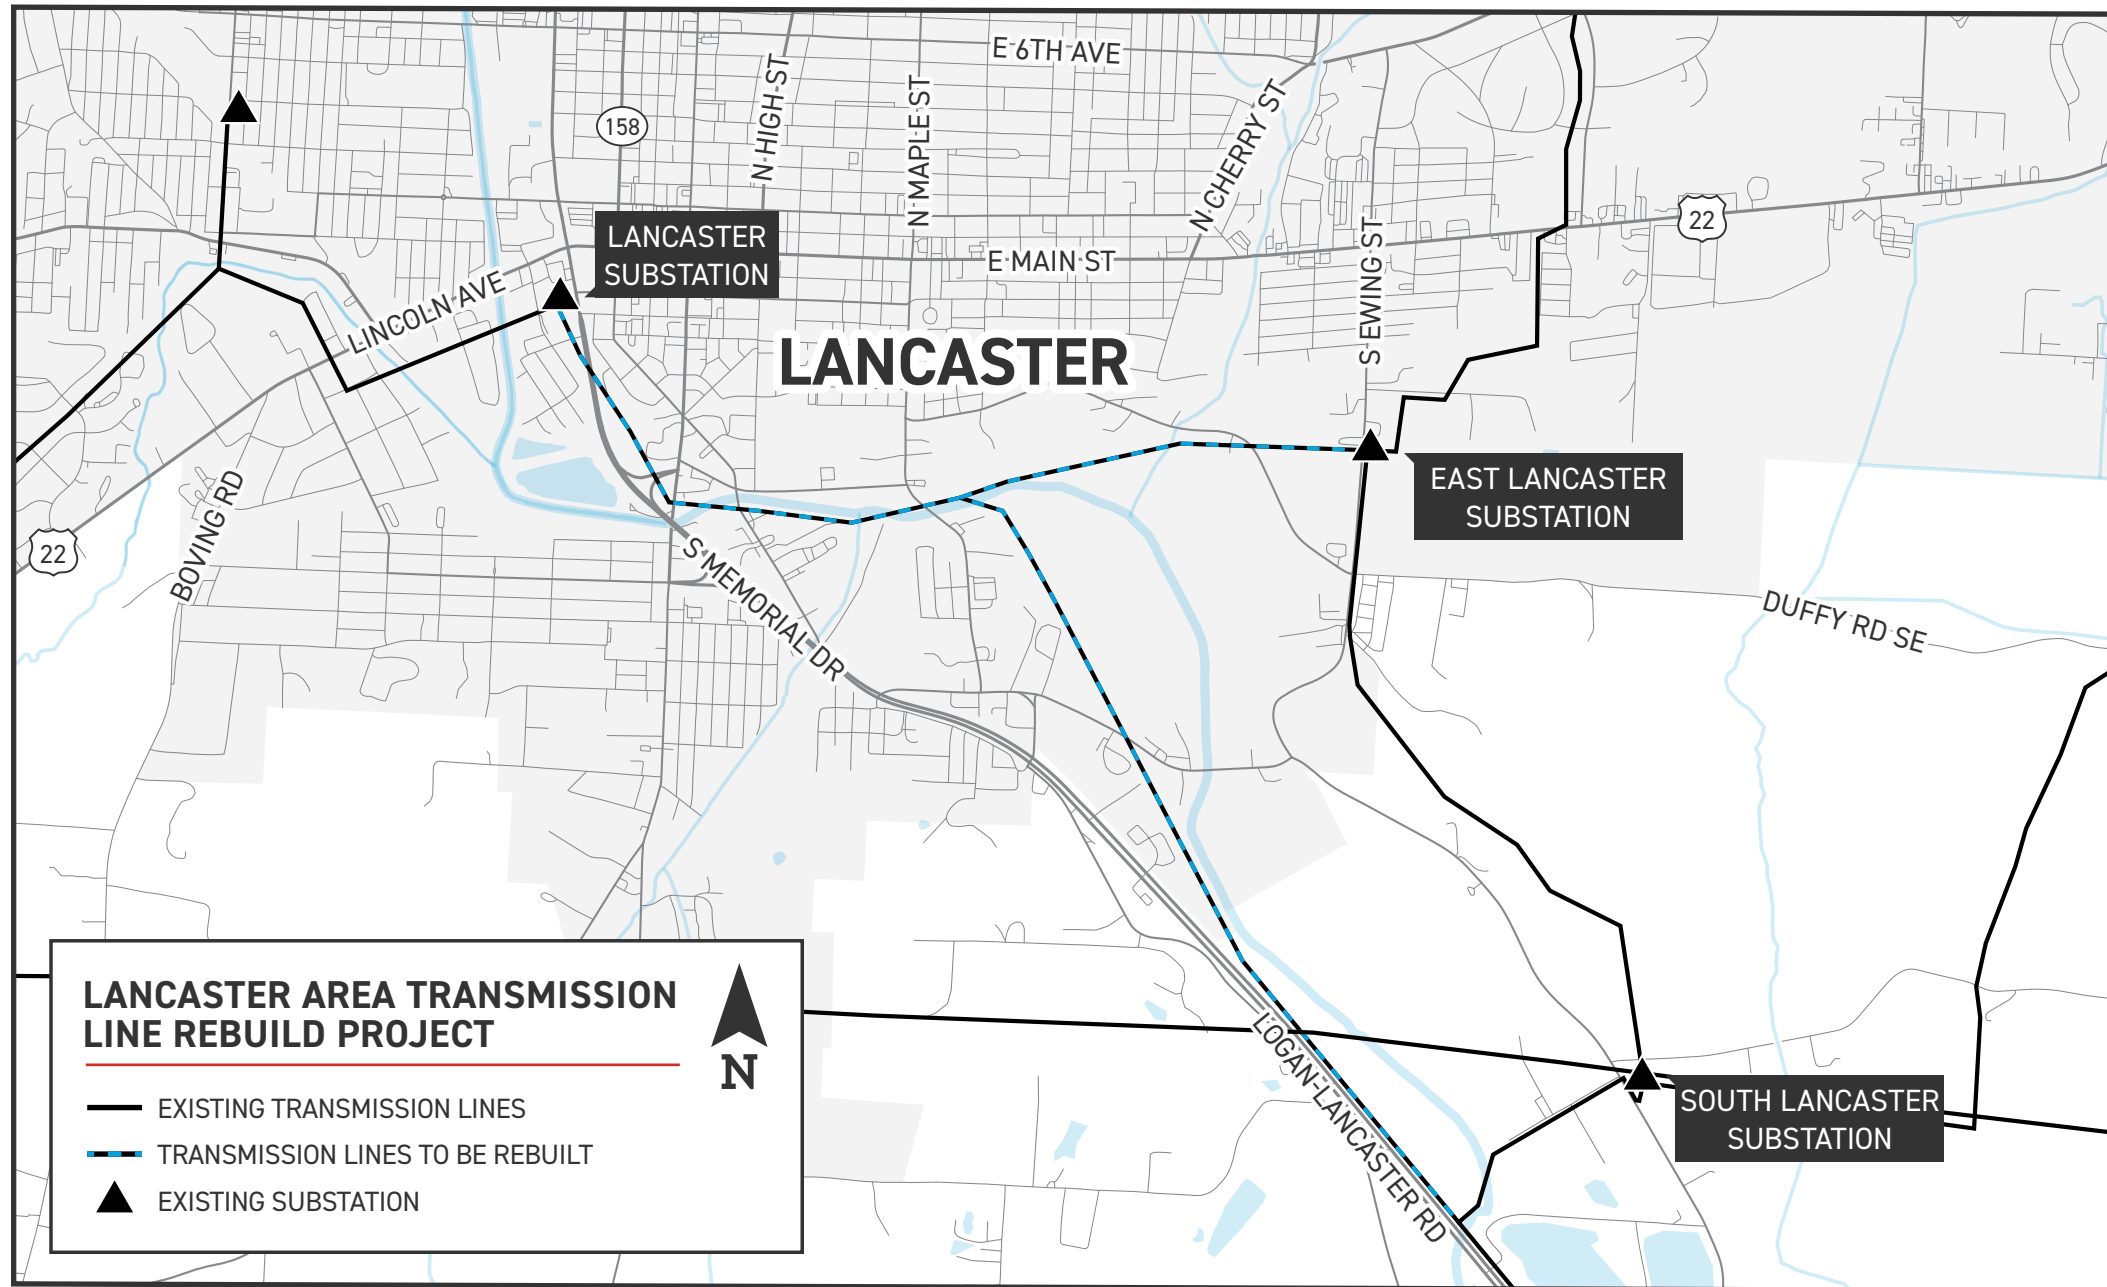 E 6TH AVE
N HIGH ST
N MAPLE ST
N CHERRY ST
158
22
LANCASTER
SUBSTATION
E MAIN ST
S EWING ST
LINCOLN AVE
LANCASTER
EAST LANCASTER
SUBSTATION
BOVING RD
22
S MEMORIAL DR
DUFFY RD SE
LOGAN-LANCASTER RD
SOUTH LANCASTER
SUBSTATION
LANCASTER AREA TRANSMISSION
LINE REBUILD PROJECT
N
EXISTING TRANSMISSION LINES
TRANSMISSION LINES TO BE REBUILT
EXISTING SUBSTATION